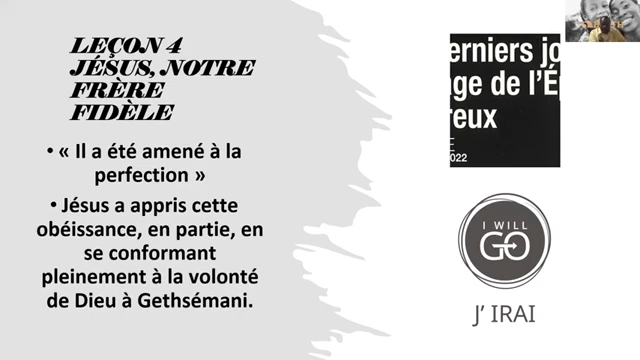 LEÇON 4
JÉSUS, NOTRE
FRÈRE
FIDÈLE
• « Il a été amené à la
perfection »
• Jésus a appris cette
obéissance, en partie, en
se conformant
pleinement à la volonté
de Dieu à Gethsémani.
erniers jo
ge de l'É
reux
2022
I WILL
GO
J' IRAI